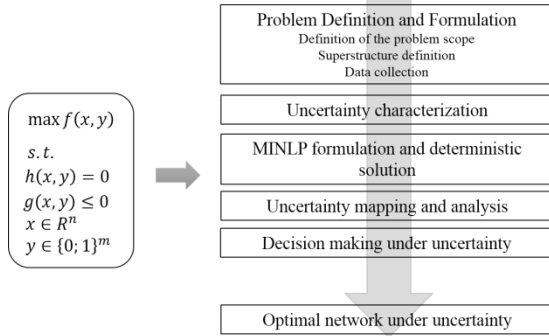 max f(x, y)
s.t.
h(x, y) = 0
g(x, y) ≤ 0
x ∈ Rⁿ
y ∈ {0; 1}ᵐ
Problem Definition and Formulation
Definition of the problem scope
Superstructure definition
Data collection
Uncertainty characterization
MINLP formulation and deterministic
solution
Uncertainty mapping and analysis
Decision making under uncertainty
Optimal network under uncertainty